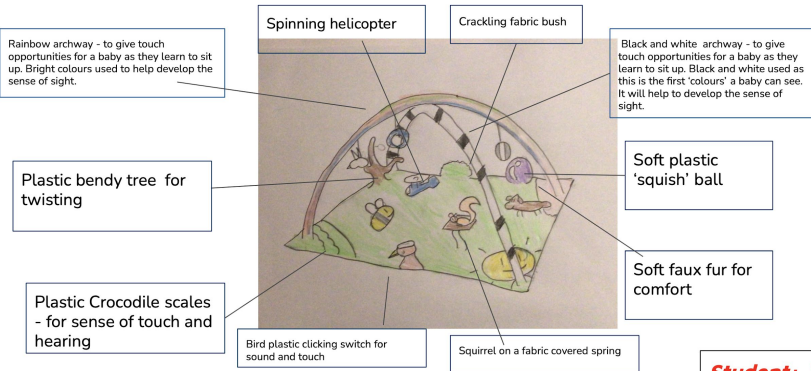 Spinning helicopter
Crackling fabric bush
Rainbow archway - to give touch
opportunities for a baby as they learn to sit
up. Bright colours used to help develop the
sense of sight.
Black and white  archway - to give
touch opportunities for a baby as they
learn to sit up. Black and white used as
this is the first 'colours' a baby can see.
It will help to develop the sense of
sight.
Plastic bendy tree  for
twisting
Soft plastic
'squish' ball
Soft faux fur for
comfort
Plastic Crocodile scales
- for sense of touch and
hearing
Bird plastic clicking switch for
sound and touch
Squirrel on a fabric covered spring
Student: